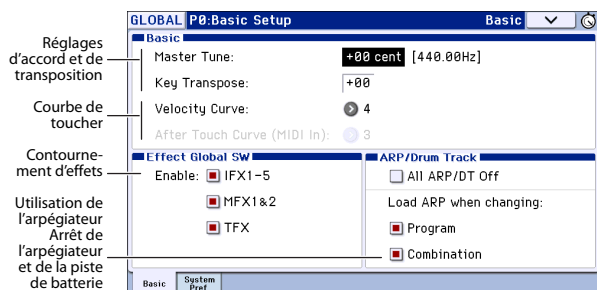 GLOBAL P0:Basic Setup Basic
Basic
Réglages
d'accord et de
transposition
Master Tune: +00 cent [440.00Hz]
Key Transpose: +00
Courbe de
toucher
Velocity Curve: 4
After Touch Curve (MIDI In): 3
Contourne-
ment d'effets
Effect Global SW
Enable: IFX1-5
MFX1&2
TFX
ARP/Drum Track
All ARP/DT Off
Load ARP when changing:
Program
Combination
Utilisation de
l'arpégiateur
Arrêt de
l'arpégiateur
et de la piste
de batterie
Basic
System
Pref